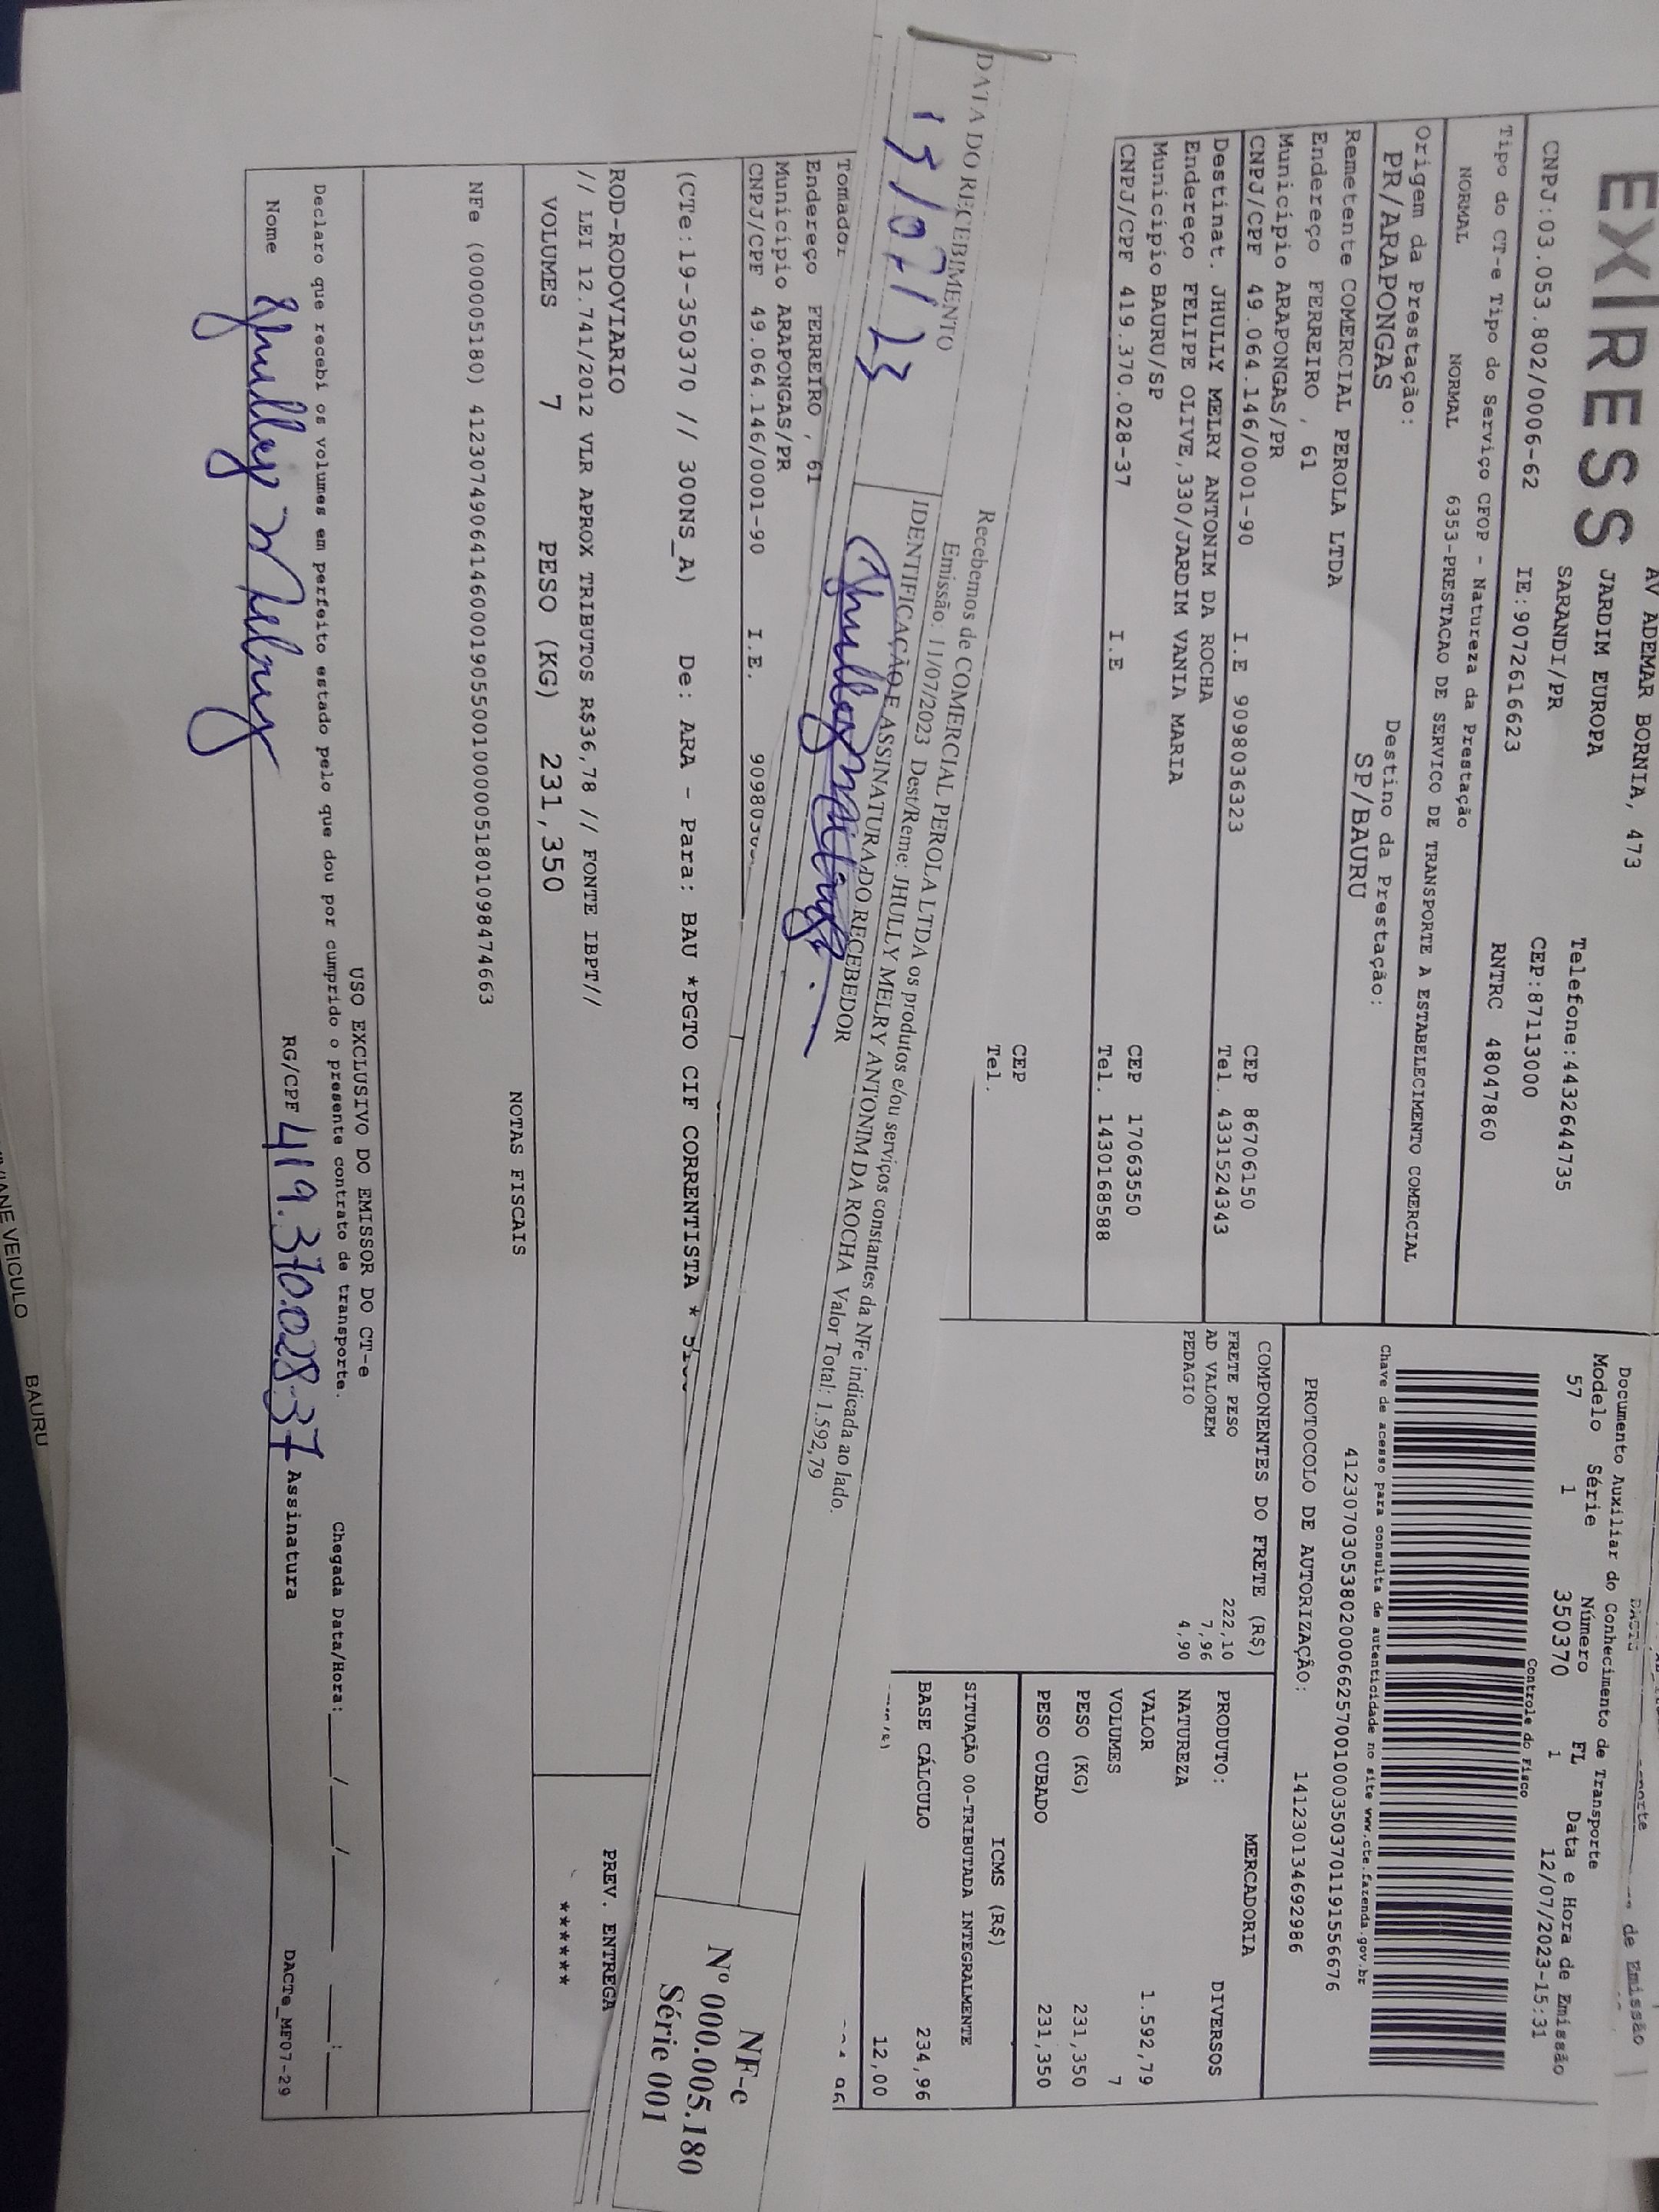 EXPRESS
AV ADEMAR BORNIA, 473
JARDIM EUROPA
SARANDI/PR
Telefone:4432644735
CNPJ:03.053.802/0006-62 IE:9072616623 CEP:87113000
RNTRC 48047860
Tipo do CT-e Tipo do Serviço CFOP - Natureza da Prestação
NORMAL NORMAL 6353-PRESTAÇAO DE SERVICO DE TRANSPORTE A ESTABELECIMENTO COMERCIAL
Origem da Prestação: Destino da Prestação:
PR/ARAPONGAS SP/BAURU
Remetente COMERCIAL PEROLA LTDA
Endereço FERREIRO , 61
Município ARAPONGAS/PR CEP 86706150
CNPJ/CPF 49.064.146/0001-90 I.E 9098036323 Tel. 4331524343
Destinat. JHULLY MELRY ANTONIM DA ROCHA
Endereço FELIPE OLIVE,330/JARDIM VANIA MARIA
Município BAURU/SP CEP 17063550
CNPJ/CPF 419.370.028-37 I.E Tel. 1430168588
CEP
Tel.
Documento Auxiliar do Conhecimento de Transporte
de Emissão
Modelo Série Número FL Data e Hora de Emissão
57 1 350370 1 12/07/2023-15:31
Controle do Fisco
Chave de acesso para consulta de autenticidade no site www.cte.fazenda.gov.br
41230703053802000662570010003503701191556676
PROTOCOLO DE AUTORIZAÇÃO: 141230134692986
COMPONENTES DO FRETE (R$)
FRETE PESO 222,10
AD VALOREM 7,96
PEDAGIO 4,90
MERCADORIA
PRODUTO: DIVERSOS
NATUREZA
VALOR 1.592,79
VOLUMES 7
PESO (KG) 231,350
PESO CUBADO 231,350
ICMS (R$)
SITUAÇÃO 00-TRIBUTADA INTEGRALMENTE
BASE CÁLCULO 234,96
12,00
Recebemos de COMERCIAL PEROLA LTDA os produtos e/ou serviços constantes da NFe indicada ao lado.
Emissão: 11/07/2023 Dest/Reme: JHULLY MELRY ANTONIM DA ROCHA Valor Total: 1.592,79
DATA DO RECEBIMENTO
IDENTIFICAÇÃO E ASSINATURA DO RECEBEDOR
NF-e
Nº 000.005.180
Série 001
Tomador
Endereço FERREIRO , 61
Município ARAPONGAS/PR
CNPJ/CPF 49.064.146/0001-90 I.E.
(CTe:19-350370 // 300NS_A) De: ARA - Para: BAU *PGTO CIF CORRENTISTA *
ROD-RODOVIARIO
// LEI 12.741/2012 VLR APROX TRIBUTOS R$36,78 // FONTE IBPT//
VOLUMES 7 PESO (KG) 231,350
PREV. ENTREGA
******
NOTAS FISCAIS
NFe (000005180) 41230749064146000190550010000051801098474663
USO EXCLUSIVO DO EMISSOR DO CT-e
Declaro que recebi os volumes em perfeito estado pelo que dou por cumprido o presente contrato de transporte.
Chegada Data/Hora:___/___/____ ___:___
Nome Jhulley Melry RG/CPF 419.370.028-37 Assinatura
DACTe_MF07-29
VEICULO
BAURU